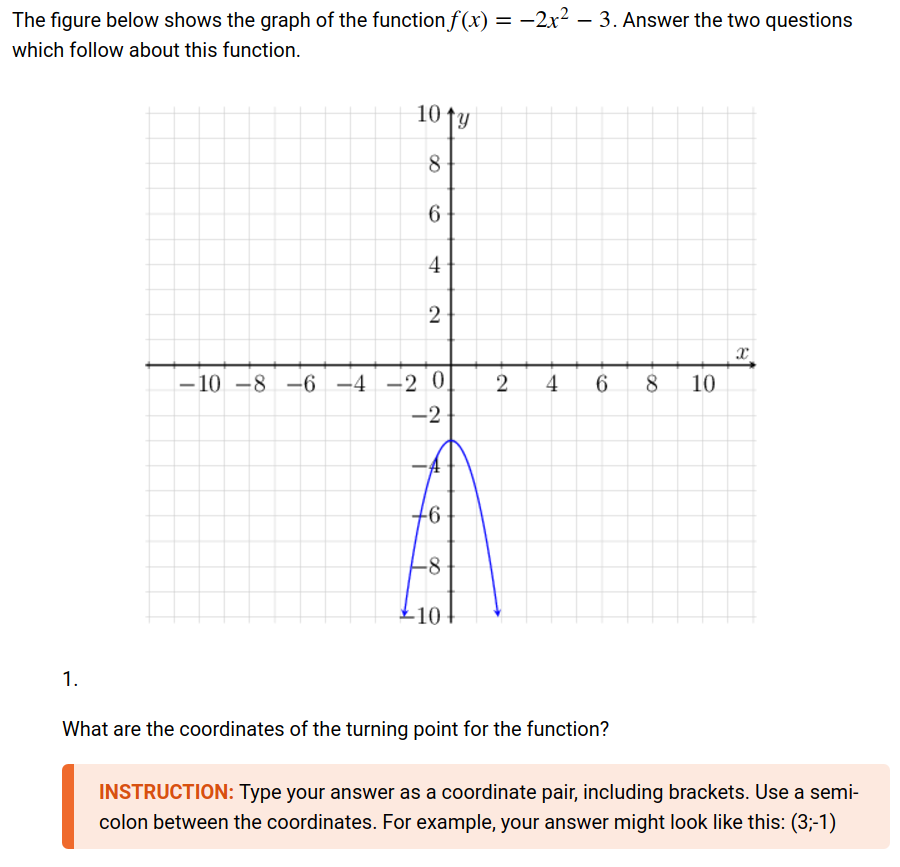 The figure below shows the graph of the function f(x) = −2x² − 3. Answer the two questions
which follow about this function.
10 y
8
6
4
2
x
−10 −8 −6 −4 −2 0 2 4 6 8 10
−2
−4
−6
−8
−10
1.
What are the coordinates of the turning point for the function?
INSTRUCTION: Type your answer as a coordinate pair, including brackets. Use a semi-
colon between the coordinates. For example, your answer might look like this: (3;-1)